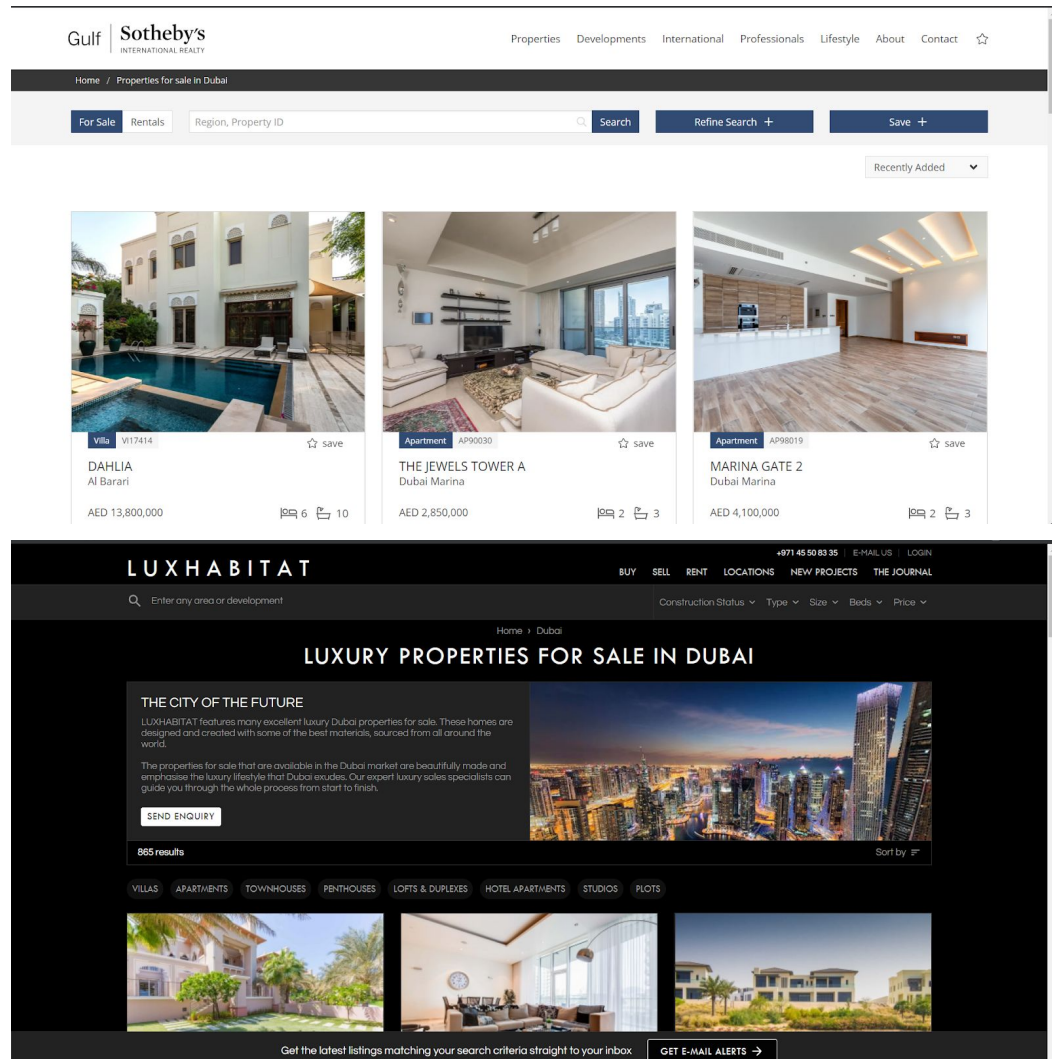 Gulf Sotheby's
INTERNATIONAL REALTY
Properties Developments International Professionals Lifestyle About Contact
Home / Properties for sale in Dubai
For Sale Rentals Region, Property ID Search Refine Search + Save +
Recently Added
Villa VI17414 save
DAHLIA
Al Barari
AED 13,800,000 6 10
Apartment AP90030 save
THE JEWELS TOWER A
Dubai Marina
AED 2,850,000 2 3
Apartment AP98019 save
MARINA GATE 2
Dubai Marina
AED 4,100,000 2 3
+971 45 50 83 35 | E-MAIL US | LOGIN
LUXHABITAT
BUY SELL RENT LOCATIONS NEW PROJECTS THE JOURNAL
Enter any area or development Construction Status Type Size Beds Price
Home › Dubai
LUXURY PROPERTIES FOR SALE IN DUBAI
THE CITY OF THE FUTURE
LUXHABITAT features many excellent luxury Dubai properties for sale. These homes are
designed and created with some of the best materials, sourced from all around the
world.
The properties for sale that are available in the Dubai market are beautifully made and
emphasise the luxury lifestyle that Dubai exudes. Our expert luxury sales specialists can
guide you through the whole process from start to finish.
SEND ENQUIRY
865 results Sort by
VILLAS APARTMENTS TOWNHOUSES PENTHOUSES LOFTS & DUPLEXES HOTEL APARTMENTS STUDIOS PLOTS
Get the latest listings matching your search criteria straight to your inbox GET E-MAIL ALERTS →